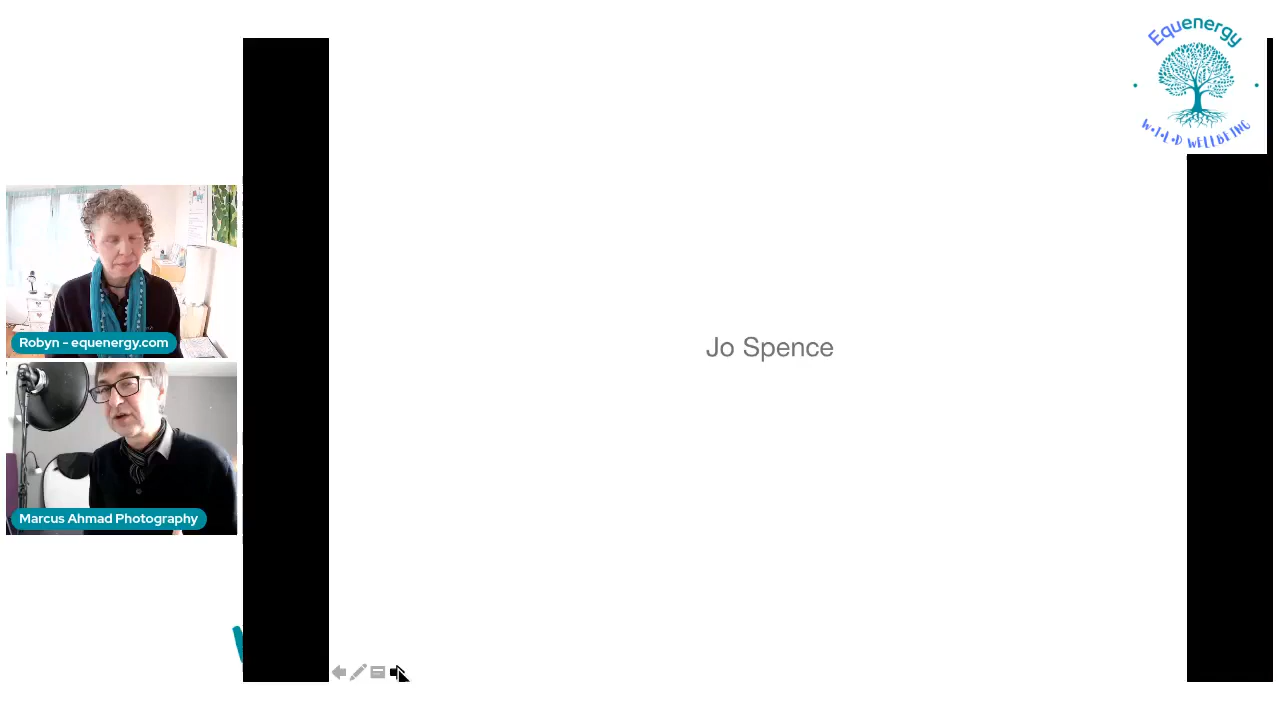 Equenergy
W.I.L.D WELLBEING
Robyn - equenergy.com
Jo Spence
Marcus Ahmad Photography